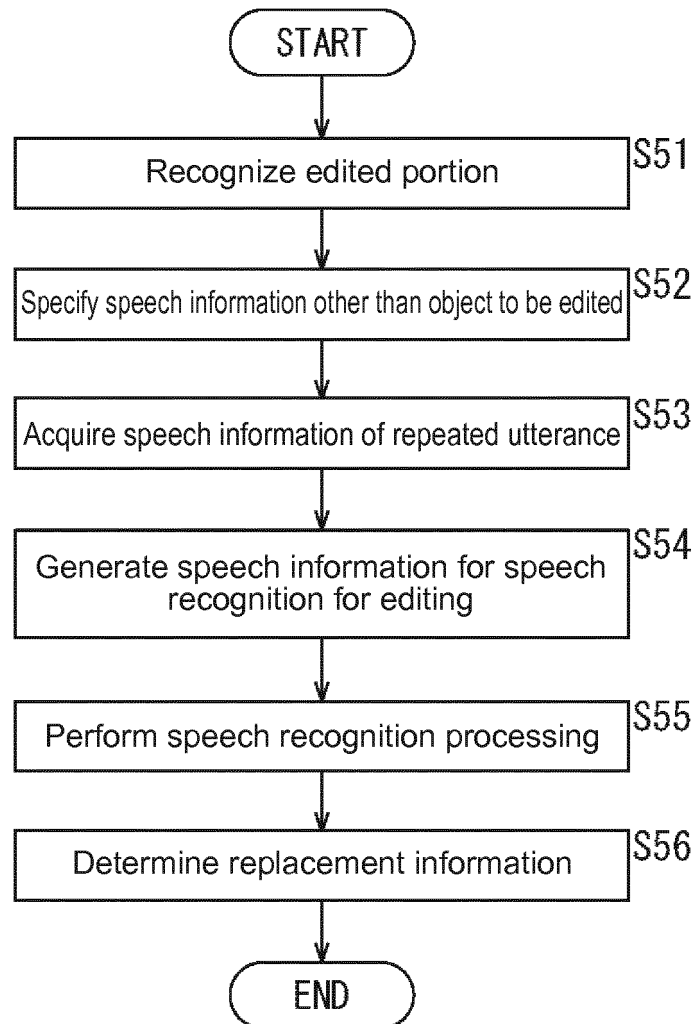 START
S51
Recognize edited portion
S52
Specify speech information other than object to be edited
S53
Acquire speech information of repeated utterance
S54
Generate speech information for speech
recognition for editing
S55
Perform speech recognition processing
S56
Determine replacement information
END